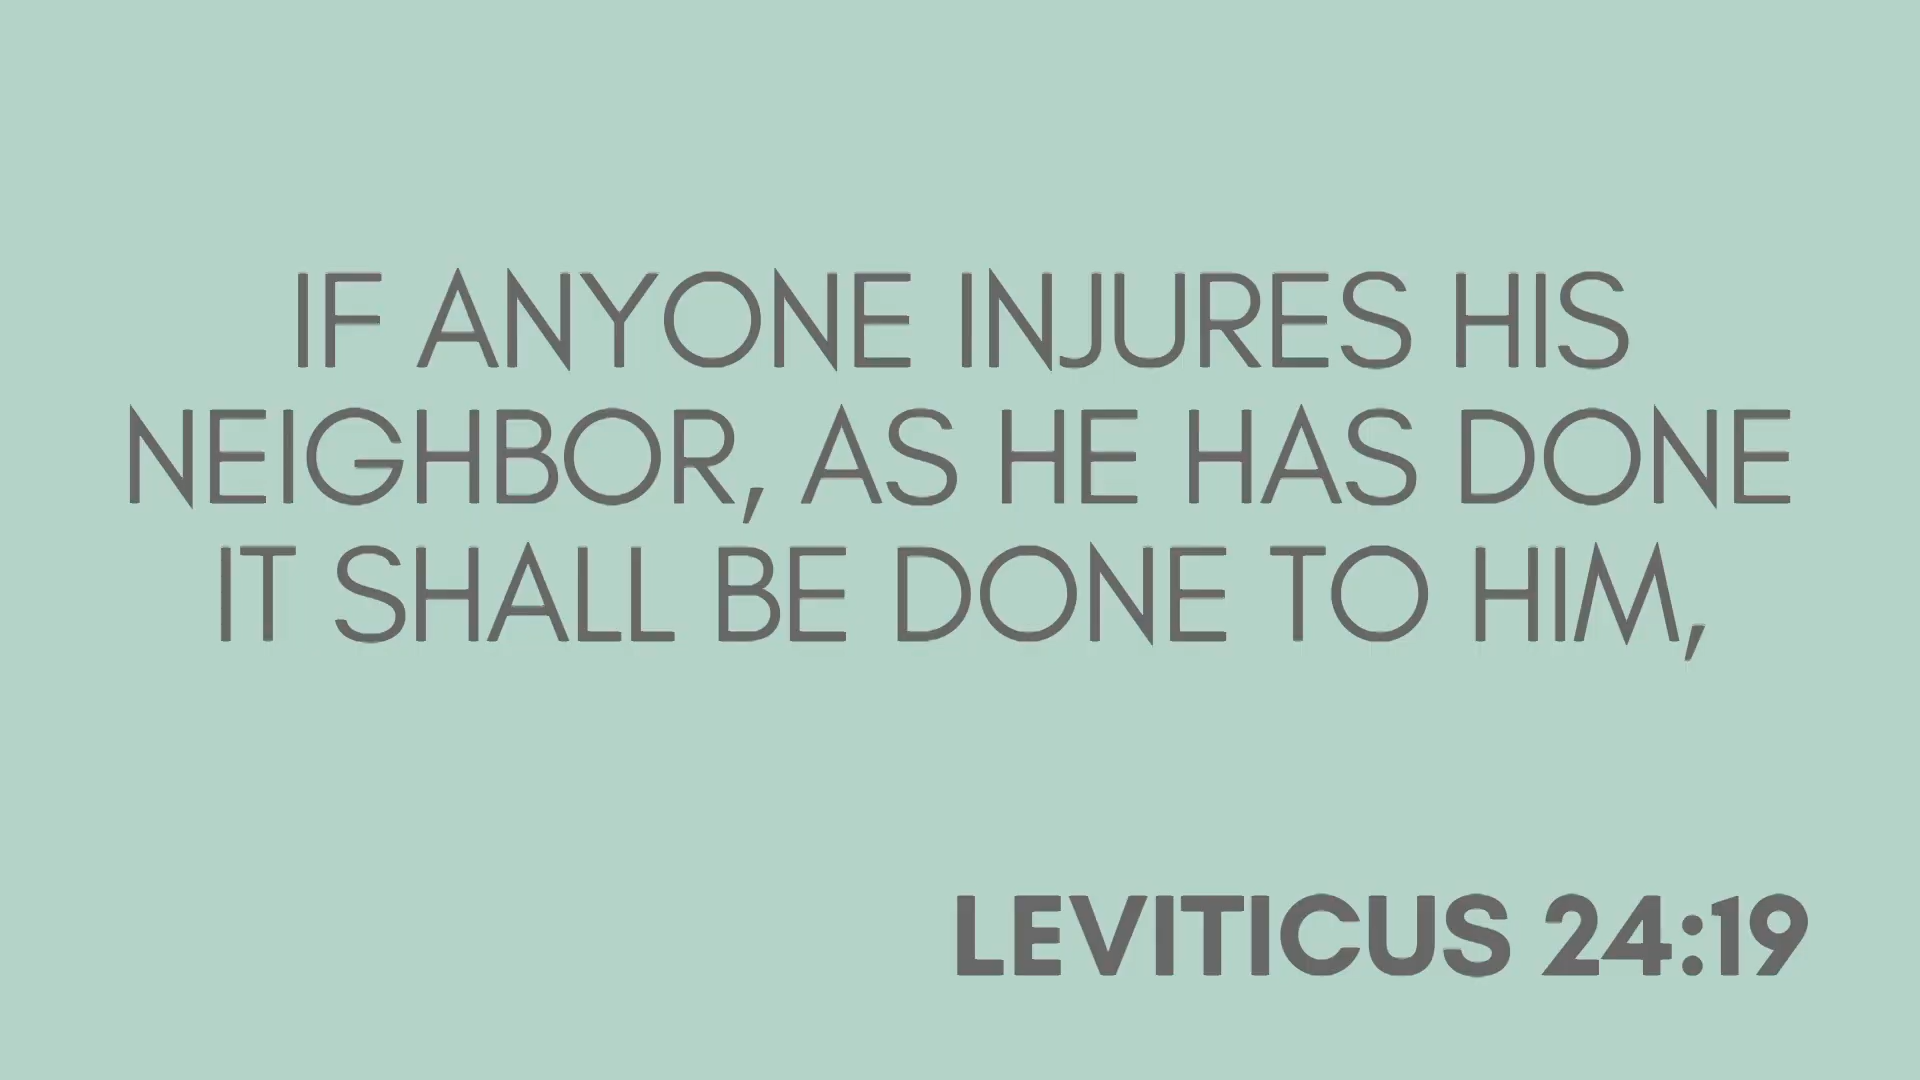 IF ANYONE INJURES HIS
NEIGHBOR, AS HE HAS DONE
IT SHALL BE DONE TO HIM,
LEVITICUS 24:19